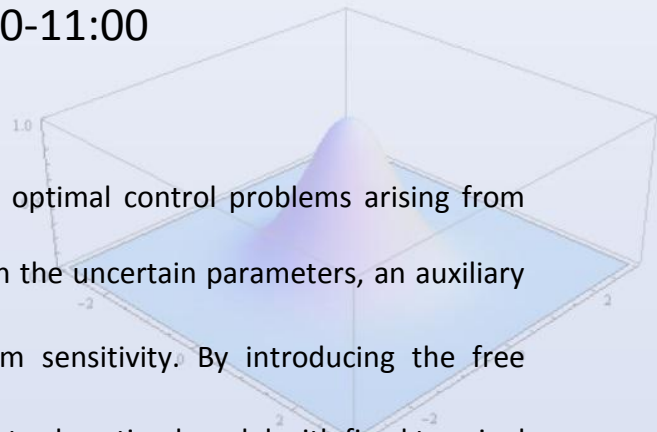 0-11:00
1.0
optimal control problems arising from
n the uncertain parameters, an auxiliary
-2
2
m sensitivity. By introducing the free
0
2
-2